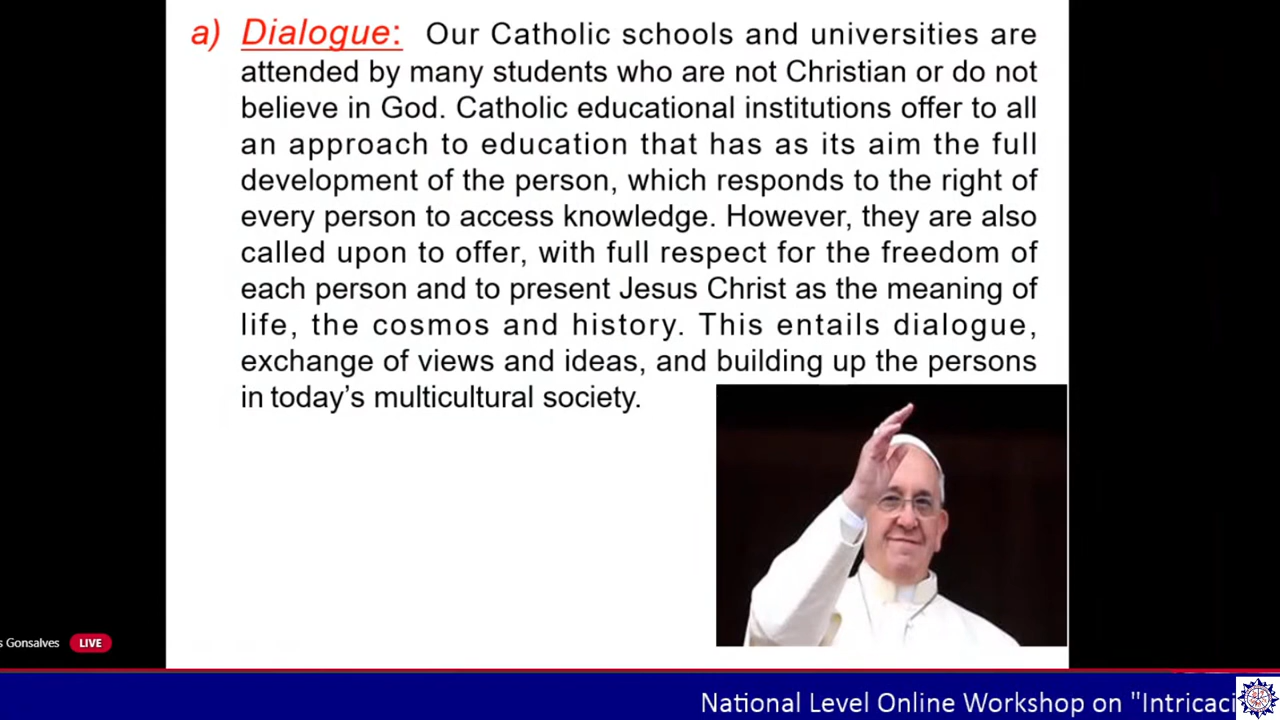 a) Dialogue: Our Catholic schools and universities are
attended by many students who are not Christian or do not
believe in God. Catholic educational institutions offer to all
an approach to education that has as its aim the full
development of the person, which responds to the right of
every person to access knowledge. However, they are also
called upon to offer, with full respect for the freedom of
each person and to present Jesus Christ as the meaning of
life, the cosmos and history. This entails dialogue,
exchange of views and ideas, and building up the persons
in today’s multicultural society.
s Gonsalves LIVE
National Level Online Workshop on "Intricaci